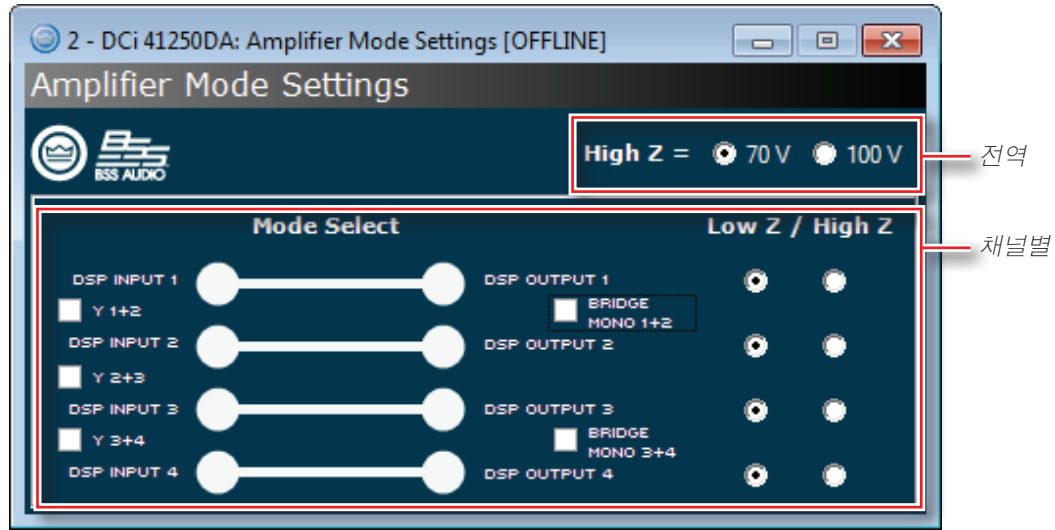 2 - DCi 41250DA: Amplifier Mode Settings [OFFLINE]
Amplifier Mode Settings
BSS AUDIO
High Z = 70 V 100 V
전역
Mode Select
Low Z / High Z
채널별
DSP INPUT 1
DSP OUTPUT 1
Y 1+2
BRIDGE
MONO 1+2
DSP INPUT 2
DSP OUTPUT 2
Y 2+3
DSP INPUT 3
DSP OUTPUT 3
Y 3+4
BRIDGE
MONO 3+4
DSP INPUT 4
DSP OUTPUT 4